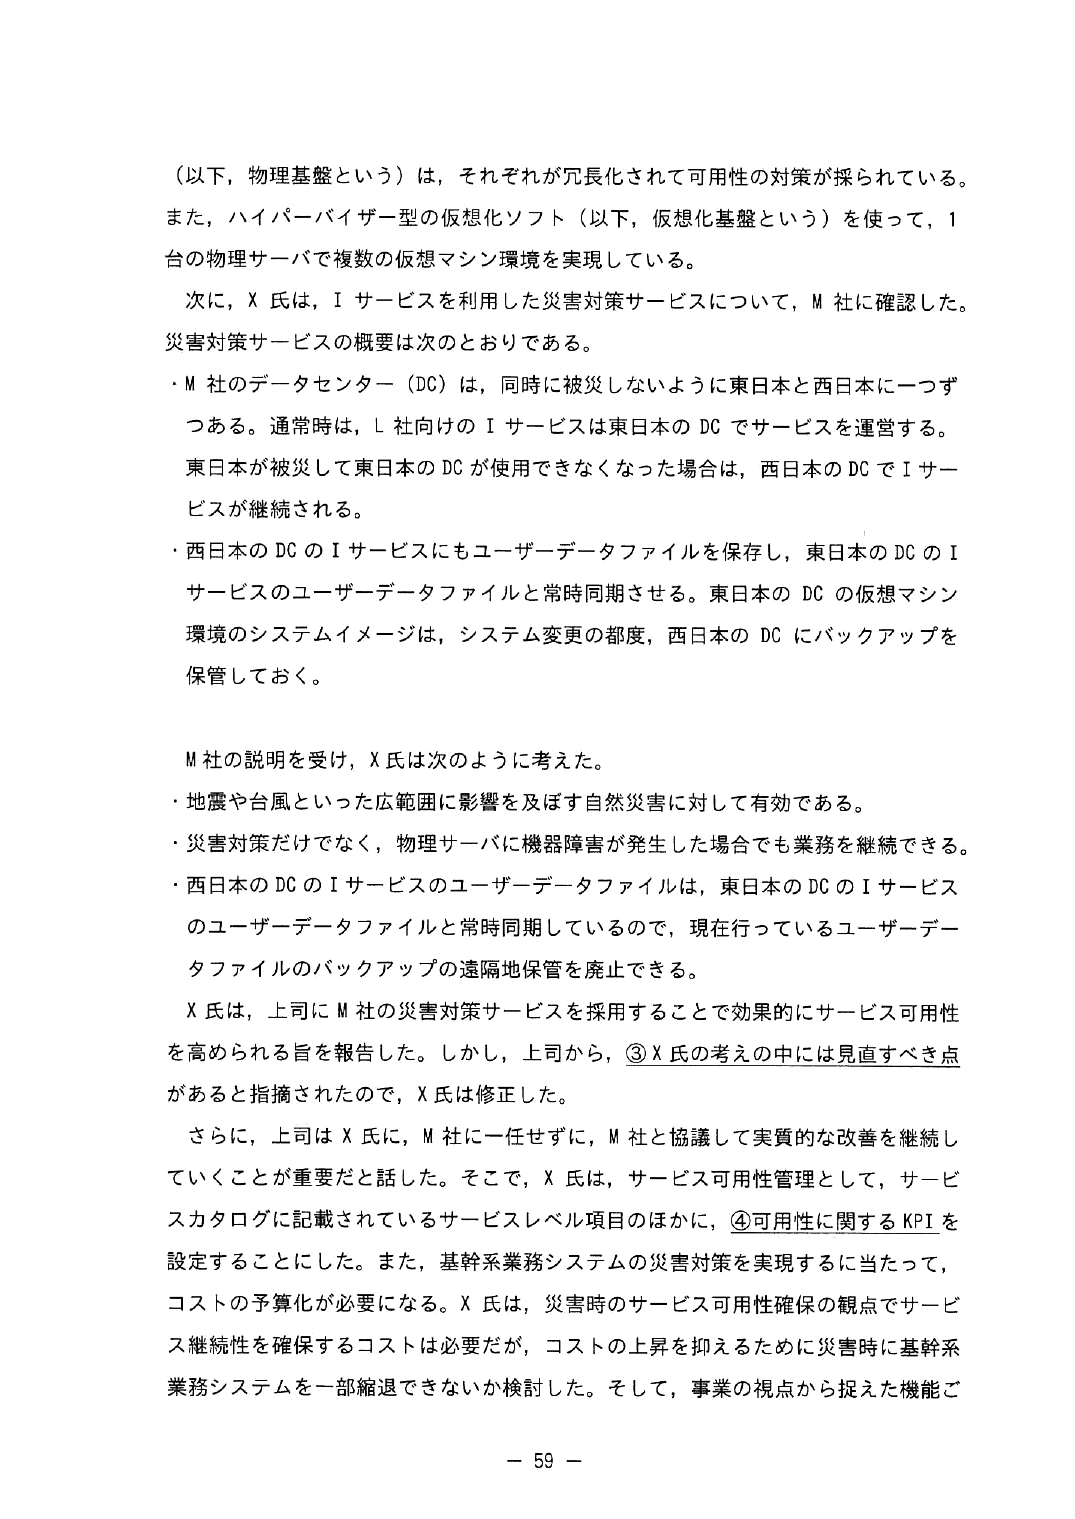 （以下，物理基盤という）は，それぞれが冗長化されて可用性の対策が採られている。
また，ハイパーバイザー型の仮想化ソフト（以下，仮想化基盤という）を使って，1
台の物理サーバで複数の仮想マシン環境を実現している。
次に，X 氏は，I サービスを利用した災害対策サービスについて，M 社に確認した。
災害対策サービスの概要は次のとおりである。
・M 社のデータセンター（DC）は，同時に被災しないように東日本と西日本に一つず
つある。通常時は，L 社向けの I サービスは東日本の DC でサービスを運営する。
東日本が被災して東日本の DC が使用できなくなった場合は，西日本の DC で I サー
ビスが継続される。
・西日本の DC の I サービスにもユーザーデータファイルを保存し，東日本の DC の I
サービスのユーザーデータファイルと常時同期させる。東日本の DC の仮想マシン
環境のシステムイメージは，システム変更の都度，西日本の DC にバックアップを
保管しておく。
M 社の説明を受け，X 氏は次のように考えた。
・地震や台風といった広範囲に影響を及ぼす自然災害に対して有効である。
・災害対策だけでなく，物理サーバに機器障害が発生した場合でも業務を継続できる。
・西日本の DC の I サービスのユーザーデータファイルは，東日本の DC の I サービス
のユーザーデータファイルと常時同期しているので，現在行っているユーザーデー
タファイルのバックアップの遠隔地保管を廃止できる。
X 氏は，上司に M 社の災害対策サービスを採用することで効果的にサービス可用性
を高められる旨を報告した。しかし，上司から，③X 氏の考えの中には見直すべき点
があると指摘されたので，X 氏は修正した。
さらに，上司は X 氏に，M 社に一任せずに，M 社と協議して実質的な改善を継続し
ていくことが重要だと話した。そこで，X 氏は，サービス可用性管理として，サービ
スカタログに記載されているサービスレベル項目のほかに，④可用性に関する KPI を
設定することにした。また，基幹系業務システムの災害対策を実現するに当たって，
コストの予算化が必要になる。X 氏は，災害時のサービス可用性確保の観点でサービ
ス継続性を確保するコストは必要だが，コストの上昇を抑えるために災害時に基幹系
業務システムを一部縮退できないか検討した。そして，事業の視点から捉えた機能ご
－ 59 －